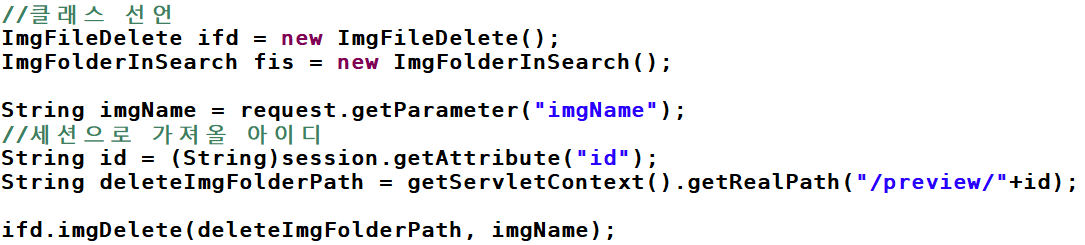 //클래스 선언
ImgFileDelete ifd = new ImgFileDelete();
ImgFolderInSearch fis = new ImgFolderInSearch();
String imgName = request.getParameter("imgName");
//세션으로 가져올 아이디
String id = (String)session.getAttribute("id");
String deleteImgFolderPath = getServletContext().getRealPath("/preview/"+id);
ifd.imgDelete(deleteImgFolderPath, imgName);